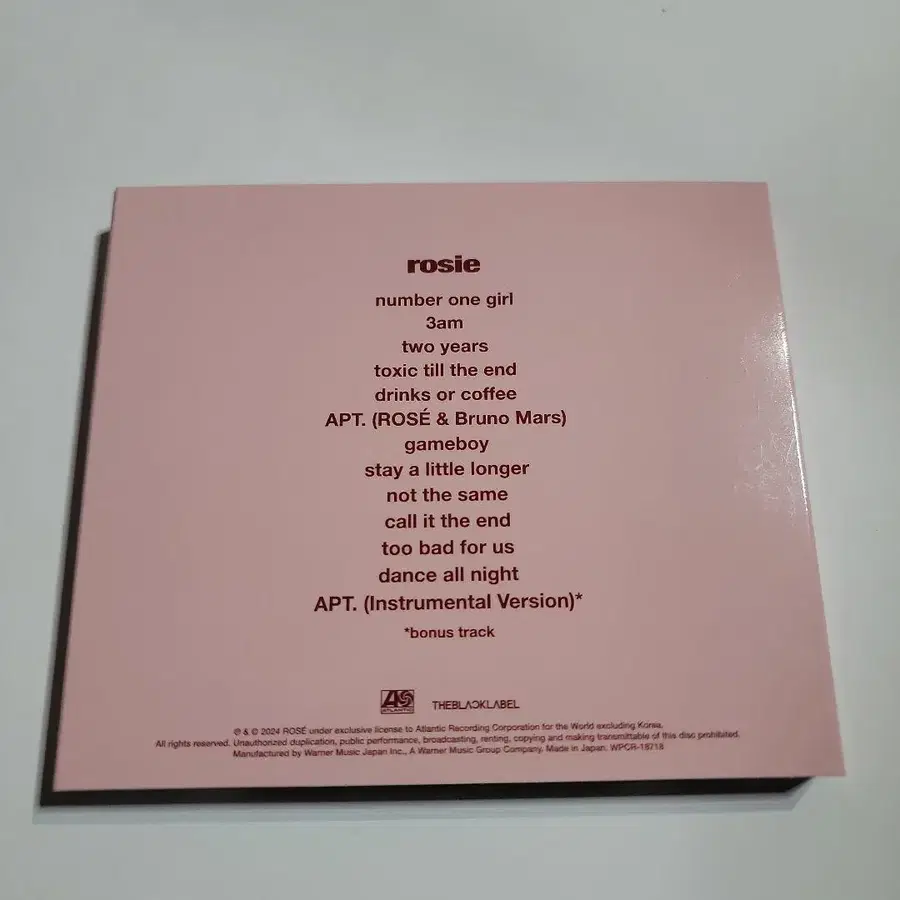 rosie
number one girl
3am
two years
toxic till the end
drinks or coffee
APT. (ROSÉ & Bruno Mars)
gameboy
stay a little longer
not the same
call it the end
too bad for us
dance all night
APT. (Instrumental Version)*
*bonus track
ATLANTIC THEBLACKLABEL
℗ & © 2024 ROSÉ under exclusive license to Atlantic Recording Corporation for the World excluding Korea.
All rights reserved. Unauthorized duplication, public performance, broadcasting, renting, copying and making transmittable of this disc prohibited.
Manufactured by Warner Music Japan Inc., A Warner Music Group Company. Made in Japan. WPCR-18718